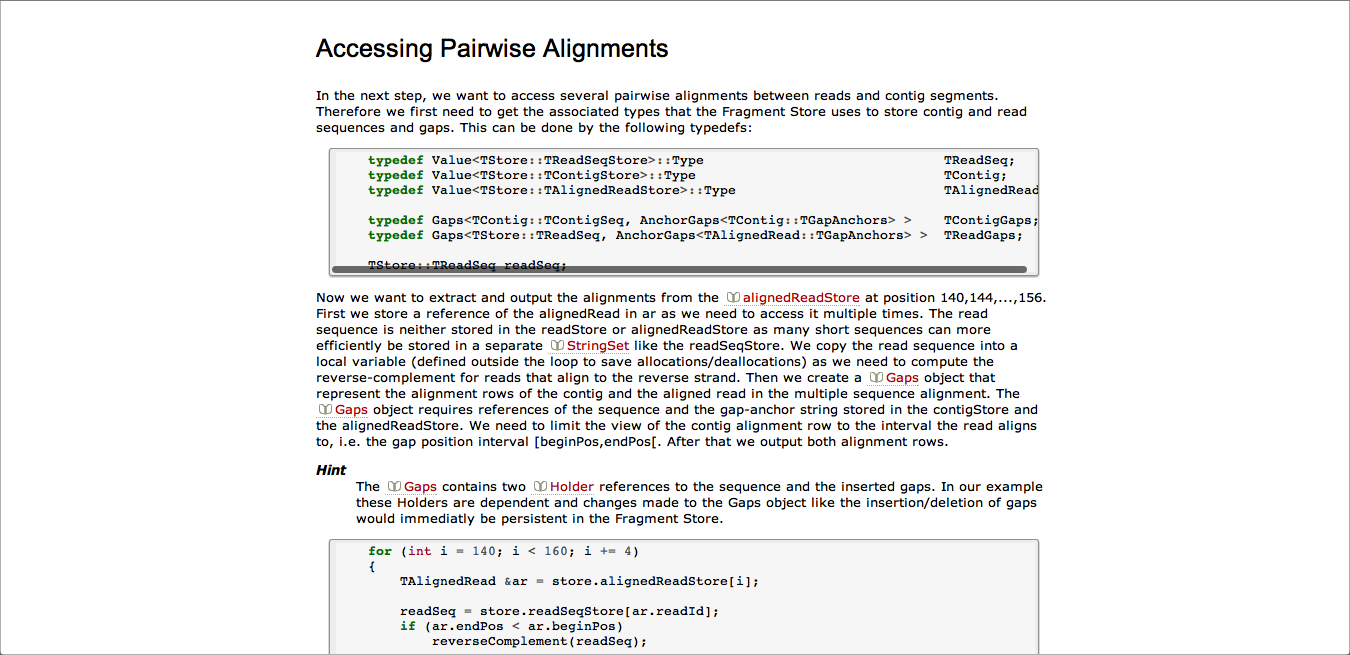 Accessing Pairwise Alignments
In the next step, we want to access several pairwise alignments between reads and contig segments.
Therefore we first need to get the associated types that the Fragment Store uses to store contig and read
sequences and gaps. This can be done by the following typedefs:
typedef Value<TStore::TReadSeqStore>::Type TReadSeq;
typedef Value<TStore::TContigStore>::Type TContig;
typedef Value<TStore::TAlignedReadStore>::Type TAlignedRead
typedef Gaps<TContig::TContigSeq, AnchorGaps<TContig::TGapAnchors> > TContigGaps;
typedef Gaps<TStore::TReadSeq, AnchorGaps<TAlignedRead::TGapAnchors> > TReadGaps;
TStore::TReadSeq readSeq;
Now we want to extract and output the alignments from the alignedReadStore at position 140,144,...,156.
First we store a reference of the alignedRead in ar as we need to access it multiple times. The read
sequence is neither stored in the readStore or alignedReadStore as many short sequences can more
efficiently be stored in a separate StringSet like the readSeqStore. We copy the read sequence into a
local variable (defined outside the loop to save allocations/deallocations) as we need to compute the
reverse-complement for reads that align to the reverse strand. Then we create a Gaps object that
represent the alignment rows of the contig and the aligned read in the multiple sequence alignment. The
Gaps object requires references of the sequence and the gap-anchor string stored in the contigStore and
the alignedReadStore. We need to limit the view of the contig alignment row to the interval the read aligns
to, i.e. the gap position interval [beginPos,endPos[. After that we output both alignment rows.
Hint
The Gaps contains two Holder references to the sequence and the inserted gaps. In our example
these Holders are dependent and changes made to the Gaps object like the insertion/deletion of gaps
would immediatly be persistent in the Fragment Store.
for (int i = 140; i < 160; i += 4)
{
TAlignedRead &ar = store.alignedReadStore[i];
readSeq = store.readSeqStore[ar.readId];
if (ar.endPos < ar.beginPos)
reverseComplement(readSeq);